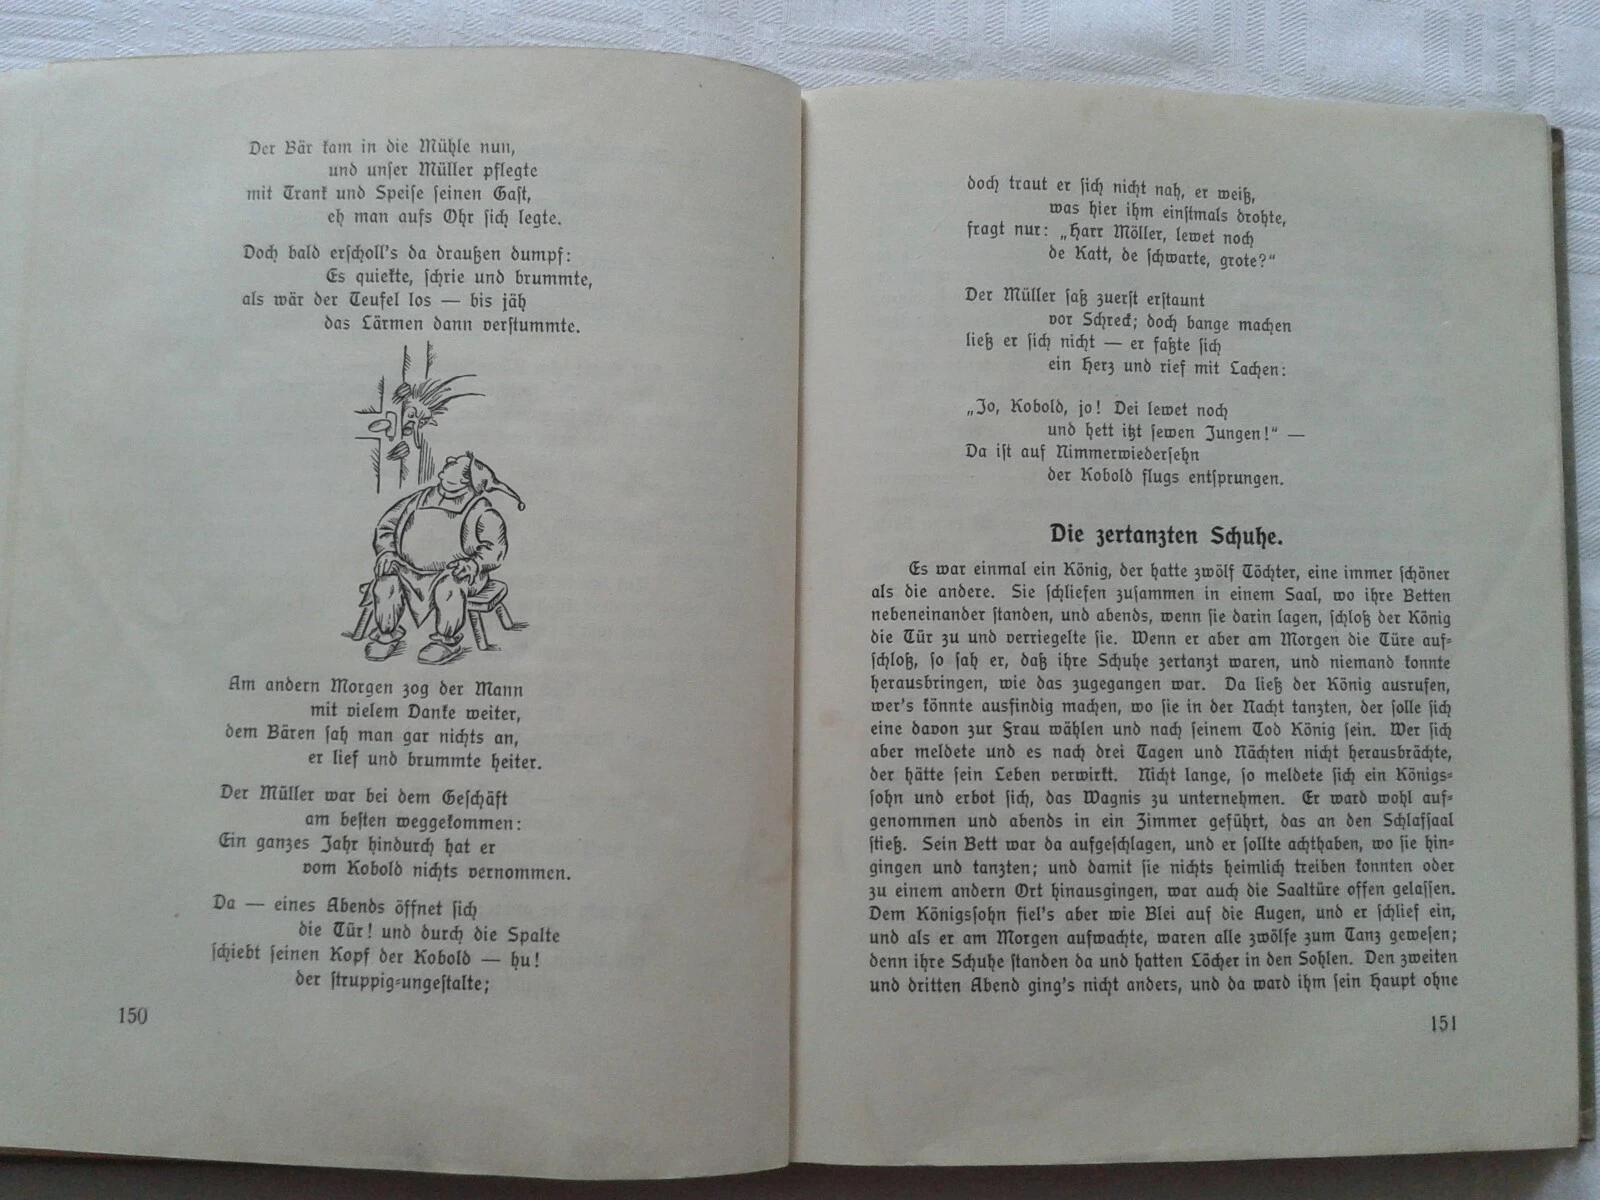 Der Bär kam in die Mühle nun,
und unser Müller pflegte
mit Trank und Speise seinen Gast,
eh man aufs Ohr sich legte.
Doch bald erscholl's da draußen dumpf:
Es quiekte, schrie und brummte,
als wär der Teufel los — bis jäh
das Lärmen dann verstummte.
Am andern Morgen zog der Mann
mit vielem Danke weiter,
dem Bären sah man gar nichts an,
er lief und brummte heiter.
Der Müller war bei dem Geschäft
am besten weggekommen:
Ein ganzes Jahr hindurch hat er
vom Kobold nichts vernommen.
Da — eines Abends öffnet sich
die Tür! und durch die Spalte
schiebt seinen Kopf der Kobold — hu!
der struppig-ungestalte;
150
doch traut er sich nicht nah, er weiß,
was hier ihm einstmals drohte,
fragt nur: „Harr Möller, lewet noch
de Katt, de schwarte, grote?“
Der Müller saß zuerst erstaunt
vor Schreck; doch bange machen
ließ er sich nicht — er faßte sich
ein Herz und rief mit Lachen:
„Jo, Kobold, jo! Dei lewet noch
und hett itzt sewen Jungen!“ —
Da ist auf Nimmerwiedersehn
der Kobold flugs entsprungen.
Die zertanzten Schuhe.
Es war einmal ein König, der hatte zwölf Töchter, eine immer schöner
als die andere. Sie schliefen zusammen in einem Saal, wo ihre Betten
nebeneinander standen, und abends, wenn sie darin lagen, schloß der König
die Tür zu und verriegelte sie. Wenn er aber am Morgen die Türe auf-
schloß, so sah er, daß ihre Schuhe zertanzt waren, und niemand konnte
herausbringen, wie das zugegangen war. Da ließ der König ausrufen,
wer's könnte ausfindig machen, wo sie in der Nacht tanzten, der solle sich
eine davon zur Frau wählen und nach seinem Tod König sein. Wer sich
aber meldete und es nach drei Tagen und Nächten nicht herausbrächte,
der hätte sein Leben verwirkt. Nicht lange, so meldete sich ein Königs-
sohn und erbot sich, das Wagnis zu unternehmen. Er ward wohl auf-
genommen und abends in ein Zimmer geführt, das an den Schlafsaal
stieß. Sein Bett war da aufgeschlagen, und er sollte achthaben, wo sie hin-
gingen und tanzten; und damit sie nichts heimlich treiben konnten oder
zu einem andern Ort hinausgingen, war auch die Saaltüre offen gelassen.
Dem Königssohn fiel's aber wie Blei auf die Augen, und er schlief ein,
und als er am Morgen aufwachte, waren alle zwölfe zum Tanz gewesen;
denn ihre Schuhe standen da und hatten Löcher in den Sohlen. Den zweiten
und dritten Abend ging's nicht anders, und da ward ihm sein Haupt ohne
151